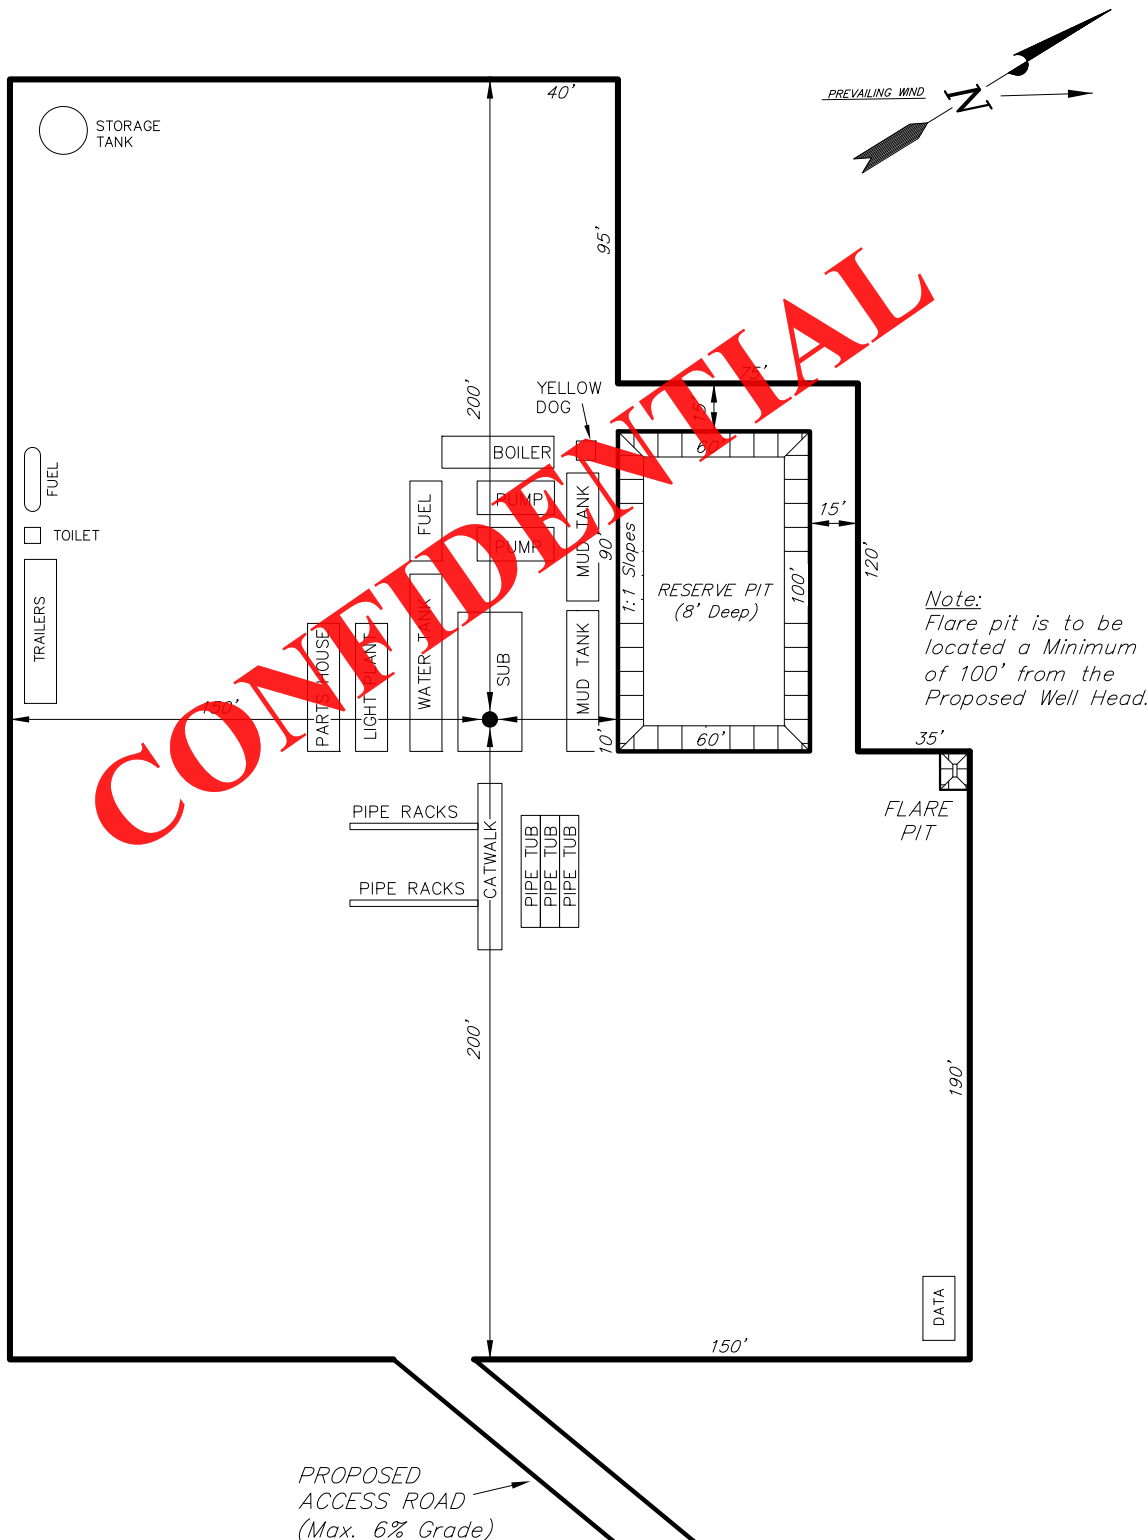 40'
STORAGE
TANK
PREVAILING WIND
N
95'
200'
75'
15'
YELLOW
DOG
60'
BOILER
FUEL
FUEL
PUMP
MUD TANK
15'
TOILET
PUMP
90'
1:1 Slopes
RESERVE PIT
(8' Deep)
100'
120'
Note:
Flare pit is to be
located a Minimum
of 100' from the
Proposed Well Head.
TRAILERS
PARTS HOUSE
LIGHT PLANT
WATER TANK
SUB
MUD TANK
150'
10'
60'
35'
CONFIDENTIAL
FLARE
PIT
PIPE RACKS
CATWALK
PIPE TUB
PIPE TUB
PIPE TUB
PIPE RACKS
200'
190'
DATA
150'
PROPOSED
ACCESS ROAD
(Max. 6% Grade)